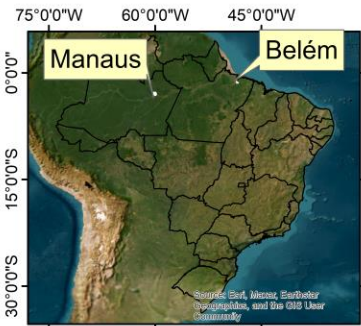 75°0'0"W 60°0'0"W 45°0'0"W
Manaus
Belém
0°0'0"
15°0'0"S
30°0'0"S
Source: Esri, Maxar, Earthstar
Geographics, and the GIS User
Community